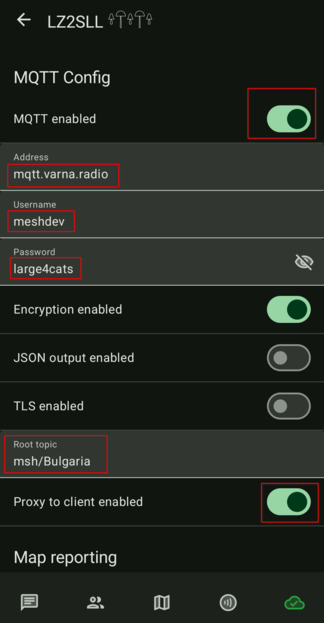 LZ2SLL
MQTT Config
MQTT enabled
Address
mqtt.varna.radio
Username
meshdev
Password
large4cats
Encryption enabled
JSON output enabled
TLS enabled
Root topic
msh/Bulgaria
Proxy to client enabled
Map reporting